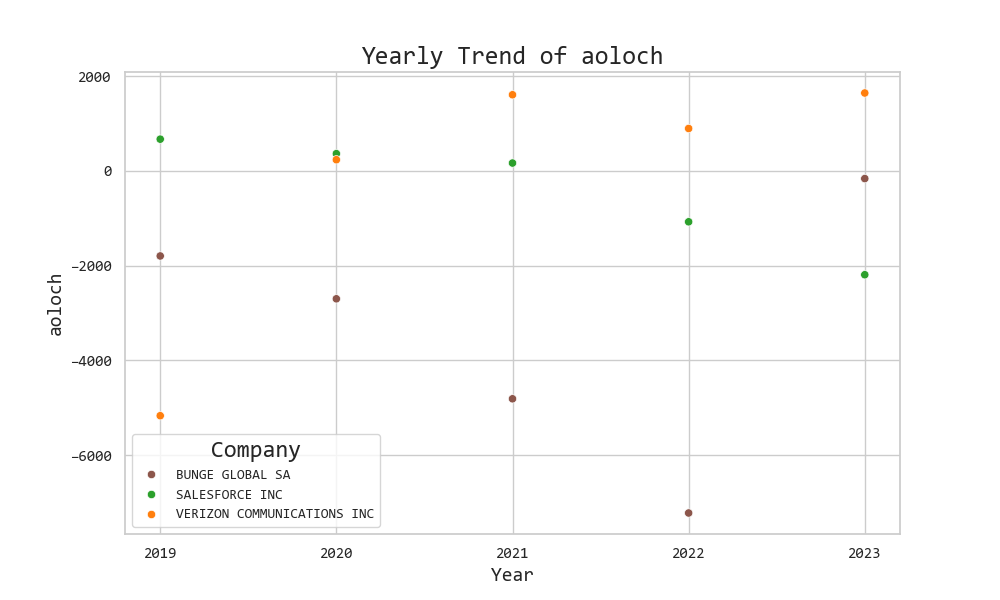 Yearly Trend of aoloch
2000
0
−2000
−4000
−6000
aoloch
Company
BUNGE GLOBAL SA
SALESFORCE INC
VERIZON COMMUNICATIONS INC
2019 2020 2021 2022 2023
Year